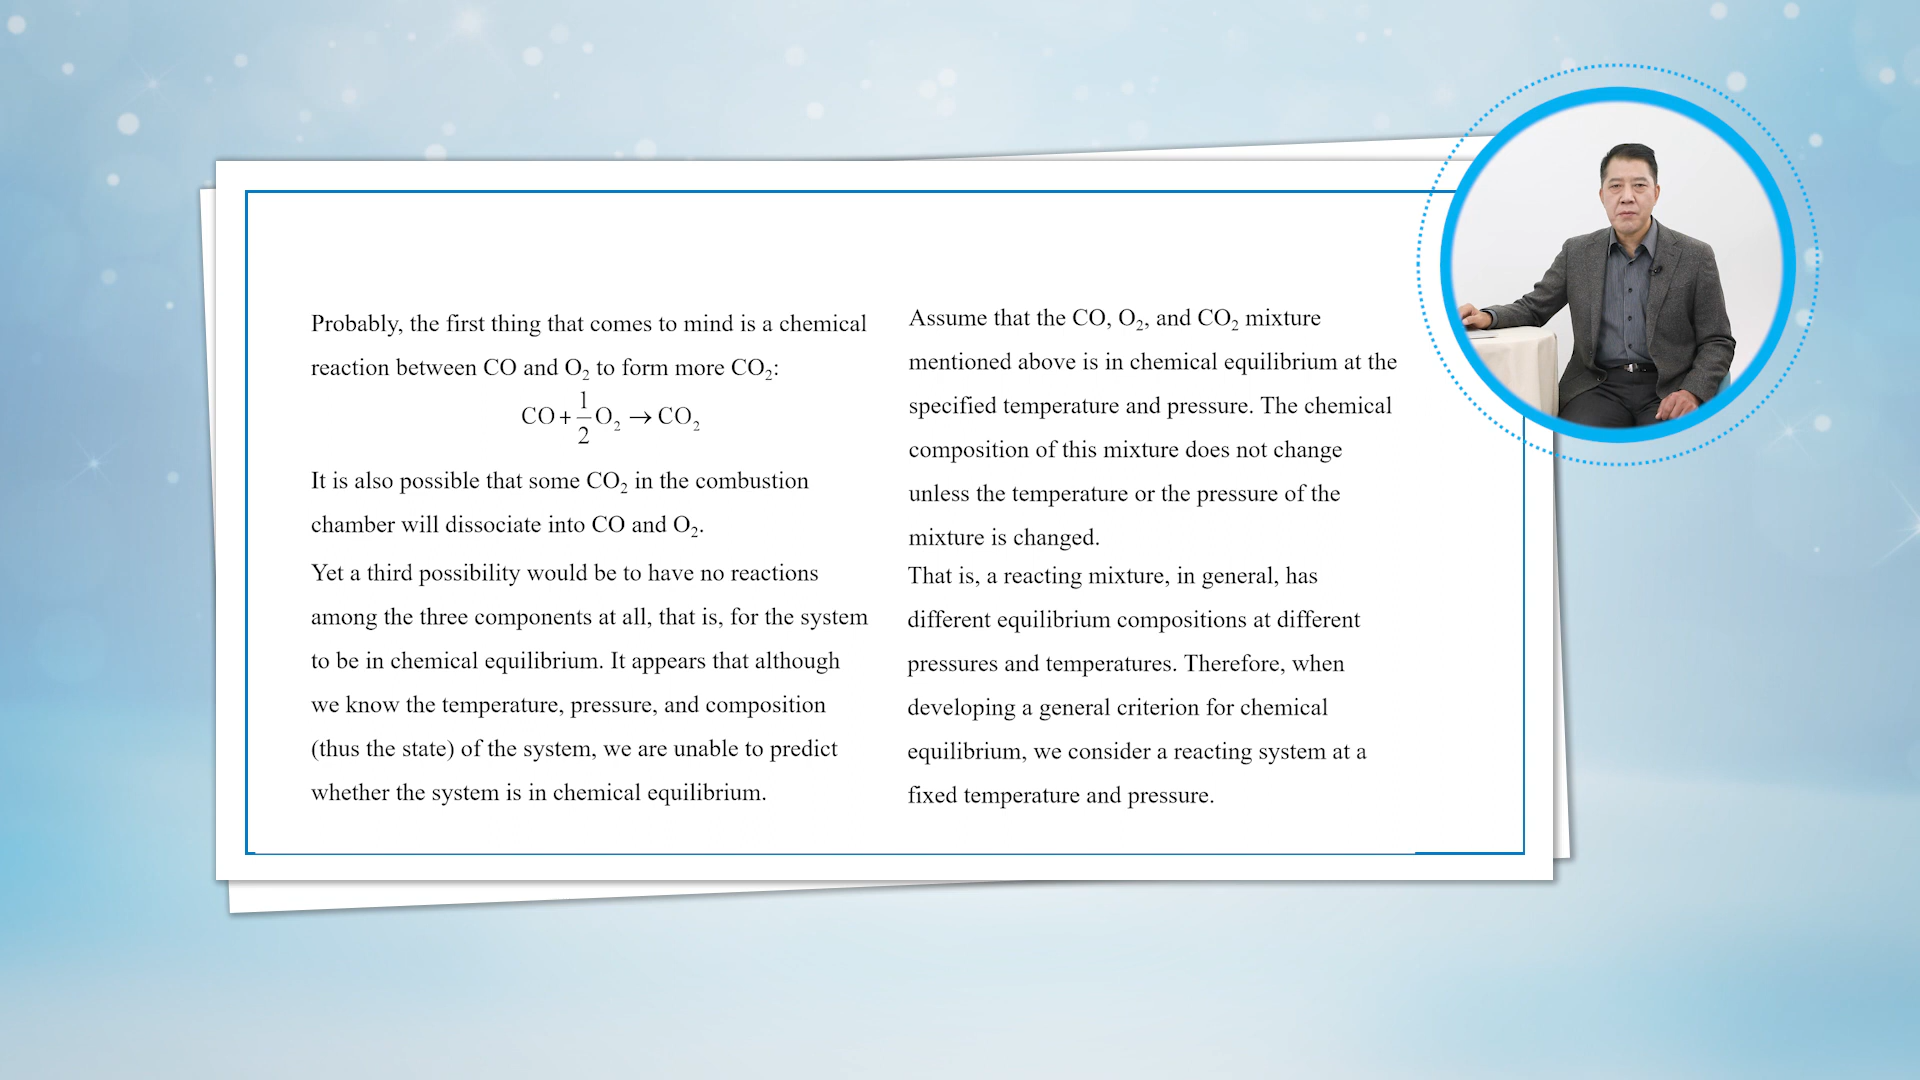 Probably, the first thing that comes to mind is a chemical
reaction between CO and O₂ to form more CO₂:
CO + 1/2 O₂ → CO₂
It is also possible that some CO₂ in the combustion
chamber will dissociate into CO and O₂.
Yet a third possibility would be to have no reactions
among the three components at all, that is, for the system
to be in chemical equilibrium. It appears that although
we know the temperature, pressure, and composition
(thus the state) of the system, we are unable to predict
whether the system is in chemical equilibrium.
Assume that the CO, O₂, and CO₂ mixture
mentioned above is in chemical equilibrium at the
specified temperature and pressure. The chemical
composition of this mixture does not change
unless the temperature or the pressure of the
mixture is changed.
That is, a reacting mixture, in general, has
different equilibrium compositions at different
pressures and temperatures. Therefore, when
developing a general criterion for chemical
equilibrium, we consider a reacting system at a
fixed temperature and pressure.